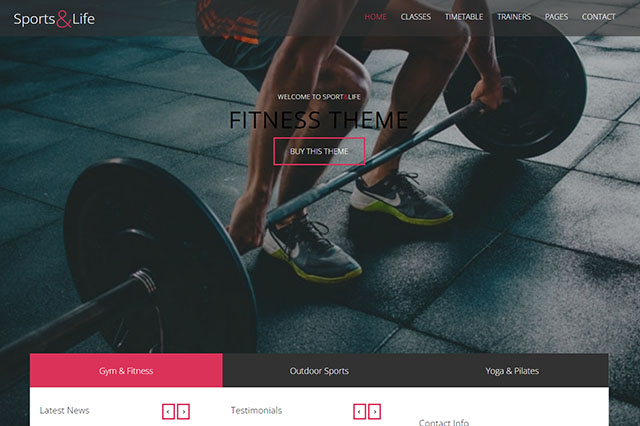 Sports&Life
HOME CLASSES TIMETABLE TRAINERS PAGES CONTACT
WELCOME TO SPORT&LIFE
FITNESS THEME
BUY THIS THEME
Gym & Fitness Outdoor Sports Yoga & Pilates
Latest News ‹ › Testimonials ‹ ›
Contact Info